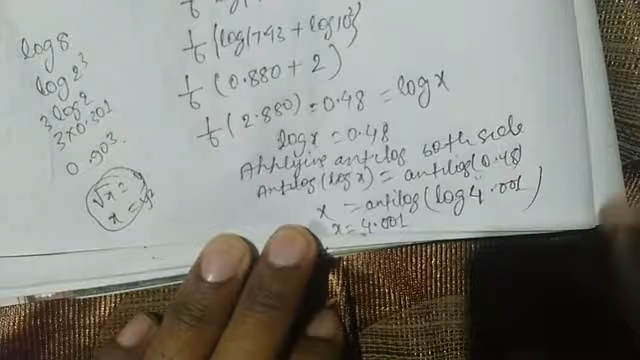 log 8
log 2³
3 log 2
3×0.301
0.903.
1/6 {log 1793 + log 10²}
1/6 (0.880 + 2)
1/6 (2.880) = 0.48 = log x
log x = 0.48
Applying antilog both side
Antilog (log x) = antilog (0.48)
x = antilog (log 4.001)
x = 4.001